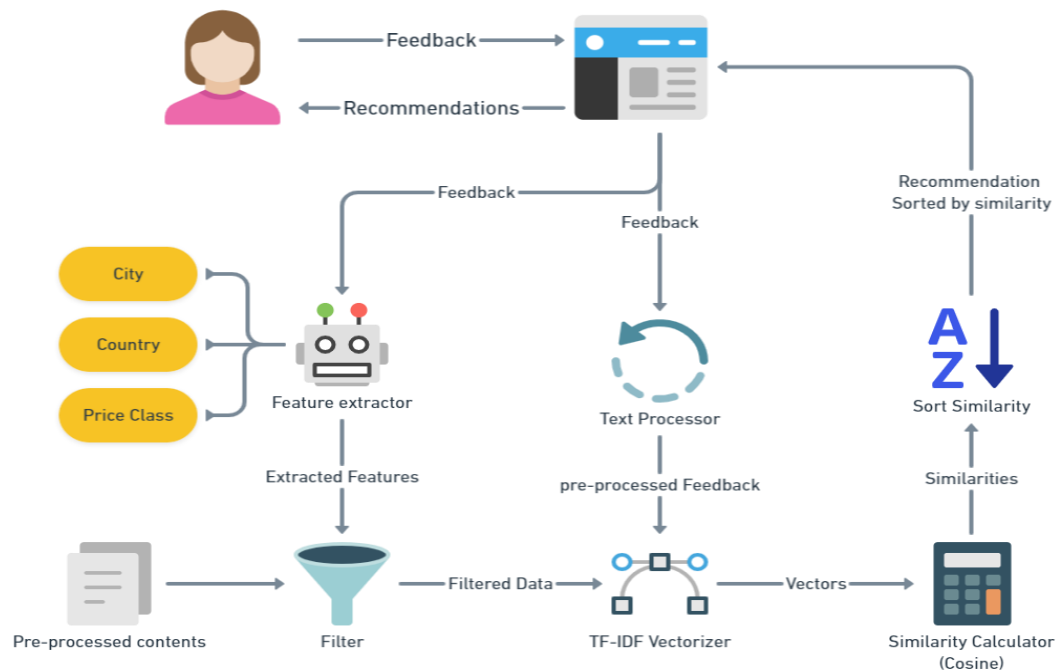 Feedback
Recommendations
Feedback
Feedback
Recommendation
Sorted by similarity
City
Country
Price Class
A
Z
Feature extractor
Text Processor
Sort Similarity
Extracted Features
pre-processed Feedback
Similarities
Filtered Data
Vectors
Pre-processed contents
Filter
TF-IDF Vectorizer
Similarity Calculator
(Cosine)